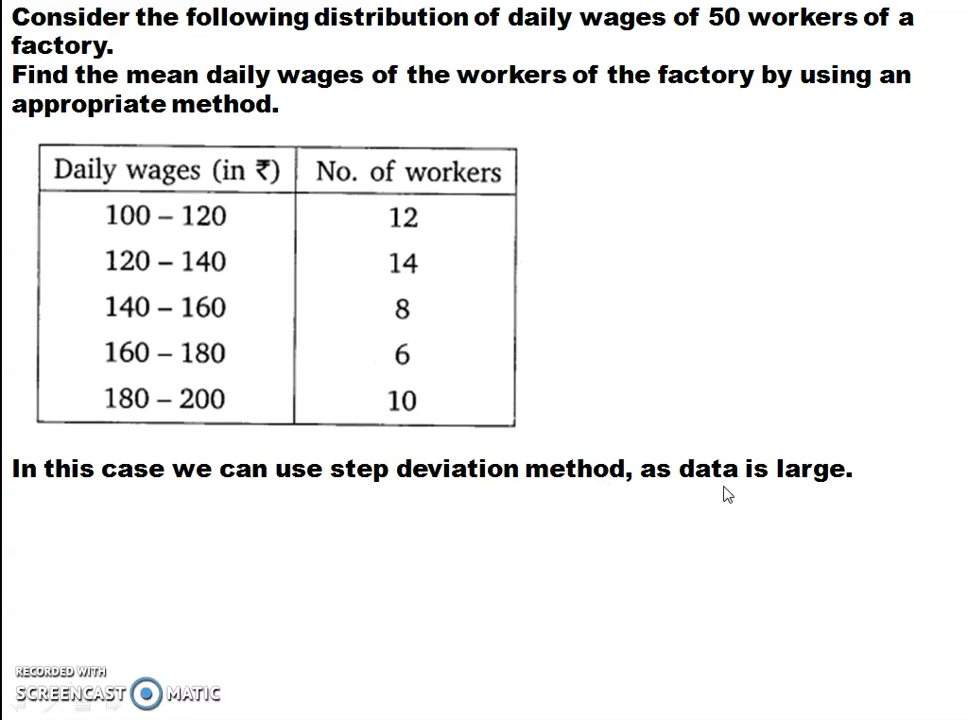 Consider the following distribution of daily wages of 50 workers of a
factory.
Find the mean daily wages of the workers of the factory by using an
appropriate method.
Daily wages (in ₹) No. of workers
100 – 120 12
120 – 140 14
140 – 160 8
160 – 180 6
180 – 200 10
In this case we can use step deviation method, as data is large.
RECORDED WITH
SCREENCAST MATIC